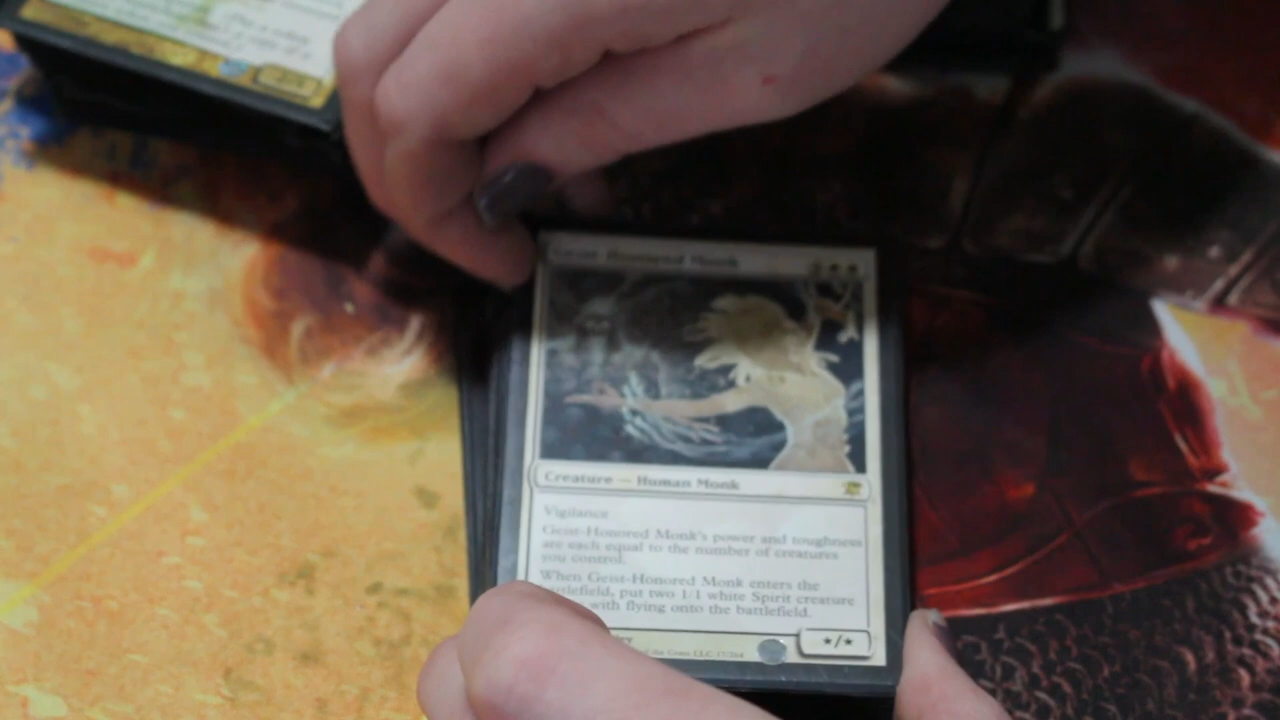 Geist-Honored Monk
Creature — Human Monk
Vigilance
Geist-Honored Monk's power and toughness
are each equal to the number of creatures
you control.
When Geist-Honored Monk enters the
battlefield, put two 1/1 white Spirit creature
with flying onto the battlefield.
★/★